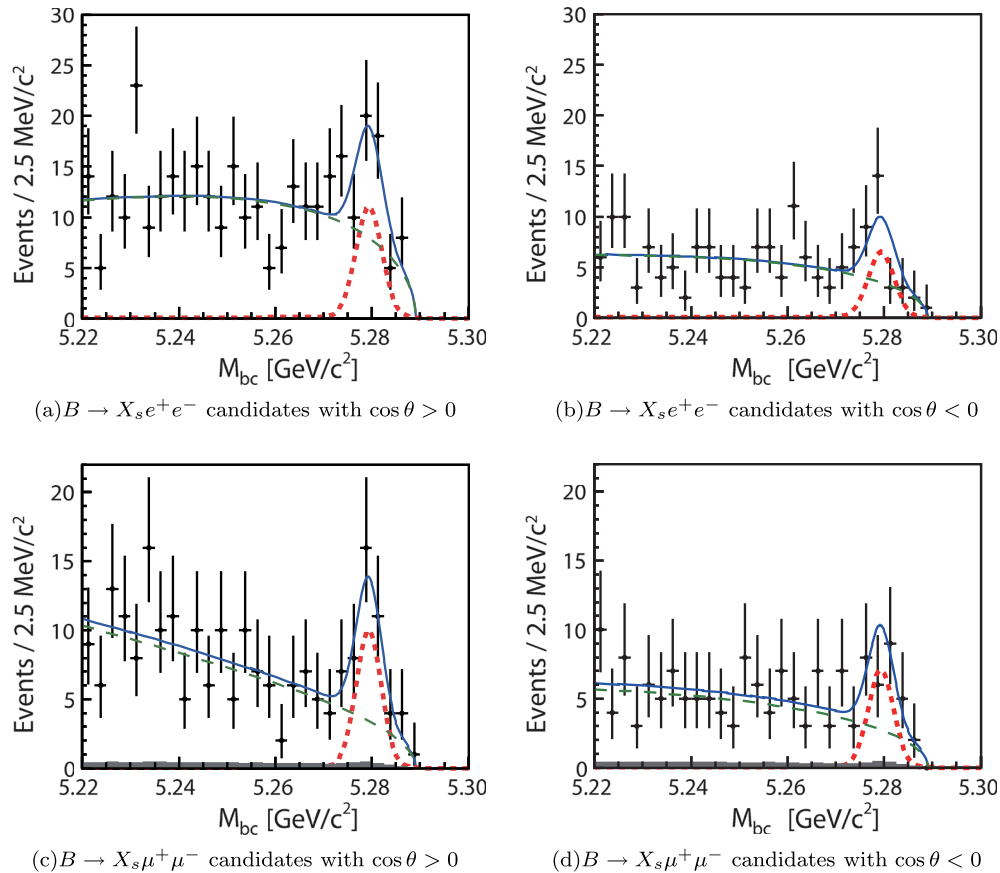 30
25
20
15
10
5
0
Events / 2.5 MeV/c²
5.22 5.24 5.26 5.28 5.30
M_bc [GeV/c²]
(a)B → X_s e⁺e⁻ candidates with cos θ > 0
30
25
20
15
10
5
0
Events / 2.5 MeV/c²
5.22 5.24 5.26 5.28 5.30
M_bc [GeV/c²]
(b)B → X_s e⁺e⁻ candidates with cos θ < 0
20
15
10
5
0
Events / 2.5 MeV/c²
5.22 5.24 5.26 5.28 5.30
M_bc [GeV/c²]
(c)B → X_s μ⁺μ⁻ candidates with cos θ > 0
20
15
10
5
0
Events / 2.5 MeV/c²
5.22 5.24 5.26 5.28 5.30
M_bc [GeV/c²]
(d)B → X_s μ⁺μ⁻ candidates with cos θ < 0